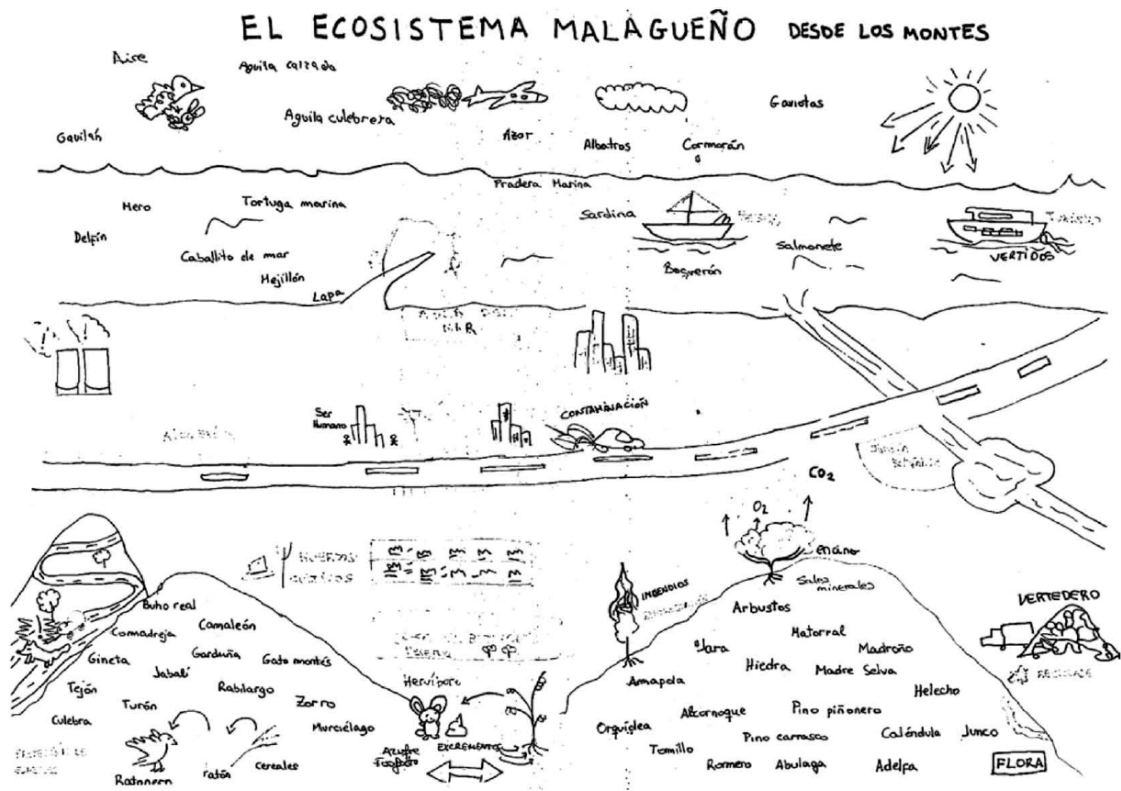 EL ECOSISTEMA MALAGUEÑO DESDE LOS MONTES
Aire
Aguila calzada
Gavilán
Aguila culebrera
Azor
Albatros
Cormorán
Gaviotas
Pradera Marina
Mero
Tortuga marina
Sardina
Delfín
Caballito de mar
Mejillón
Lapa
Boquerón
Salmonete
VERTIDOS
Ser
Humano
CONTAMINACIÓN
CO2
O2
encina
Sales
minerales
INCENDIOS
HUERTOS
VERTEDERO
RECICLAJE
Buho real
Comadreja
Camaleón
Gineta
Garduña
Gato montés
Jabalí
Tejón
Rabilargo
Turón
Zorro
Culebra
Murciélago
Ratonero
ratón
cereales
Hervíboro
Azufre
Fosforo
EXCREMENTOS
Arbustos
Matorral
Jara
Madroño
Hiedra
Madre Selva
Amapola
Helecho
Alcornoque
Pino piñonero
Orquídea
Pino carrasco
Caléndula
Junco
Tomillo
Romero
Abulaga
Adelfa
FLORA